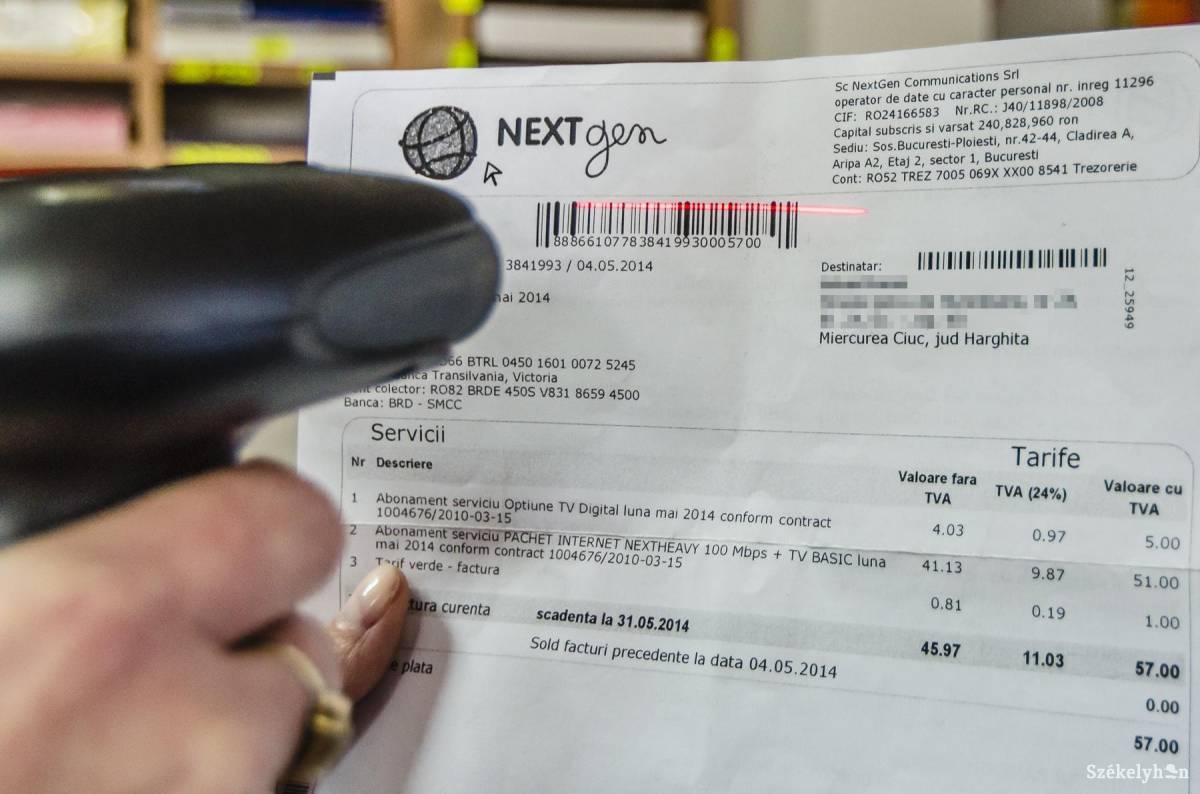 NEXTgen
Sc NextGen Communications Srl
operator de date cu caracter personal nr. inreg 11296
CIF: RO24166583 Nr.RC.: J40/11898/2008
Capital subscris si varsat 240,828,960 ron
Sediu: Sos.Bucuresti-Ploiesti, nr.42-44, Cladirea A,
Aripa A2, Etaj 2, sector 1, Bucuresti
Cont: RO52 TREZ 7005 069X XX00 8541 Trezorerie
888661077838419930005700
3841993 / 04.05.2014
mai 2014
Destinatar:
12_25949
Miercurea Ciuc, jud Harghita
BTRL 0450 1601 0072 5245
Transilvania, Victoria
colector: RO82 BRDE 450S V831 8659 4500
Banca: BRD - SMCC
Servicii
Tarife
Nr Descriere
Valoare fara TVA
TVA (24%)
Valoare cu TVA
1 Abonament serviciu Optiune TV Digital luna mai 2014 conform contract
1004676/2010-03-15
4.03 0.97 5.00
2 Abonament serviciu PACHET INTERNET NEXTHEAVY 100 Mbps + TV BASIC luna
mai 2014 conform contract 1004676/2010-03-15
41.13 9.87 51.00
3 Tarif verde - factura
0.81 0.19 1.00
curenta scadenta la 31.05.2014
45.97 11.03 57.00
Sold facturi precedente la data 04.05.2014
0.00
plata
57.00
Székelyhon